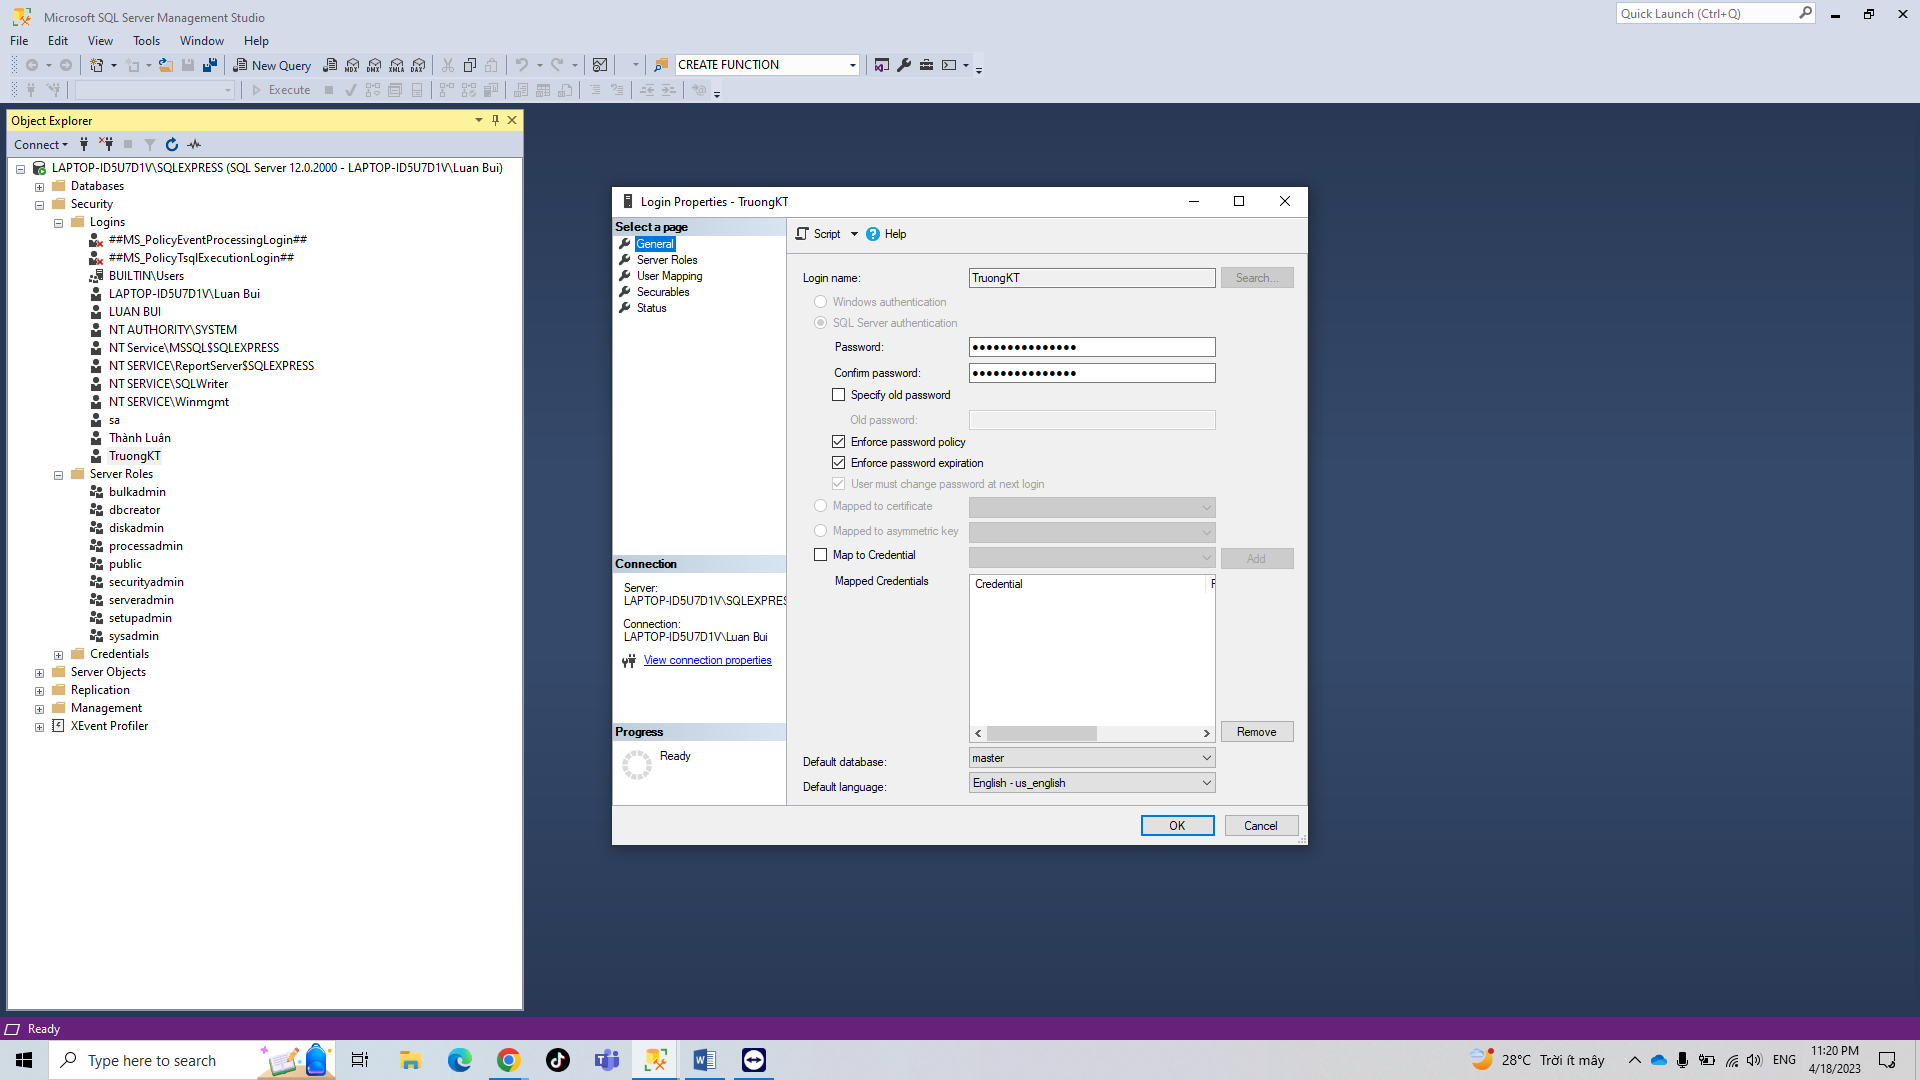 Microsoft SQL Server Management Studio
Quick Launch (Ctrl+Q)
File Edit View Tools Window Help
New Query
MDX DMX XMLA DAX
CREATE FUNCTION
Execute
Object Explorer
Connect
LAPTOP-ID5U7D1V\SQLEXPRESS (SQL Server 12.0.2000 - LAPTOP-ID5U7D1V\Luan Bui)
Databases
Security
Logins
##MS_PolicyEventProcessingLogin##
##MS_PolicyTsqlExecutionLogin##
BUILTIN\Users
LAPTOP-ID5U7D1V\Luan Bui
LUAN BUI
NT AUTHORITY\SYSTEM
NT Service\MSSQL$SQLEXPRESS
NT SERVICE\ReportServer$SQLEXPRESS
NT SERVICE\SQLWriter
NT SERVICE\Winmgmt
sa
Thành Luân
TruongKT
Server Roles
bulkadmin
dbcreator
diskadmin
processadmin
public
securityadmin
serveradmin
setupadmin
sysadmin
Credentials
Server Objects
Replication
Management
XEvent Profiler
Login Properties - TruongKT
Select a page
General
Server Roles
User Mapping
Securables
Status
Connection
Server:
LAPTOP-ID5U7D1V\SQLEXPRES
Connection:
LAPTOP-ID5U7D1V\Luan Bui
View connection properties
Progress
Ready
Script Help
Login name: TruongKT Search...
Windows authentication
SQL Server authentication
Password: •••••••••••••••
Confirm password: •••••••••••••••
Specify old password
Old password:
Enforce password policy
Enforce password expiration
User must change password at next login
Mapped to certificate
Mapped to asymmetric key
Map to Credential Add
Mapped Credentials Credential
Remove
Default database: master
Default language: English - us_english
OK Cancel
Ready
Type here to search
28°C Trời ít mây
ENG
11:20 PM
4/18/2023